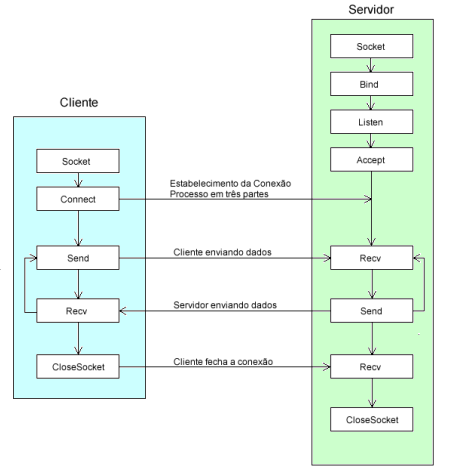 Servidor
Socket
Bind
Listen
Accept
Cliente
Socket
Connect
Estabelecimento da Conexão
Processo em três partes
Send
Cliente enviando dados
Recv
Recv
Servidor enviando dados
Send
CloseSocket
Cliente fecha a conexão
Recv
CloseSocket